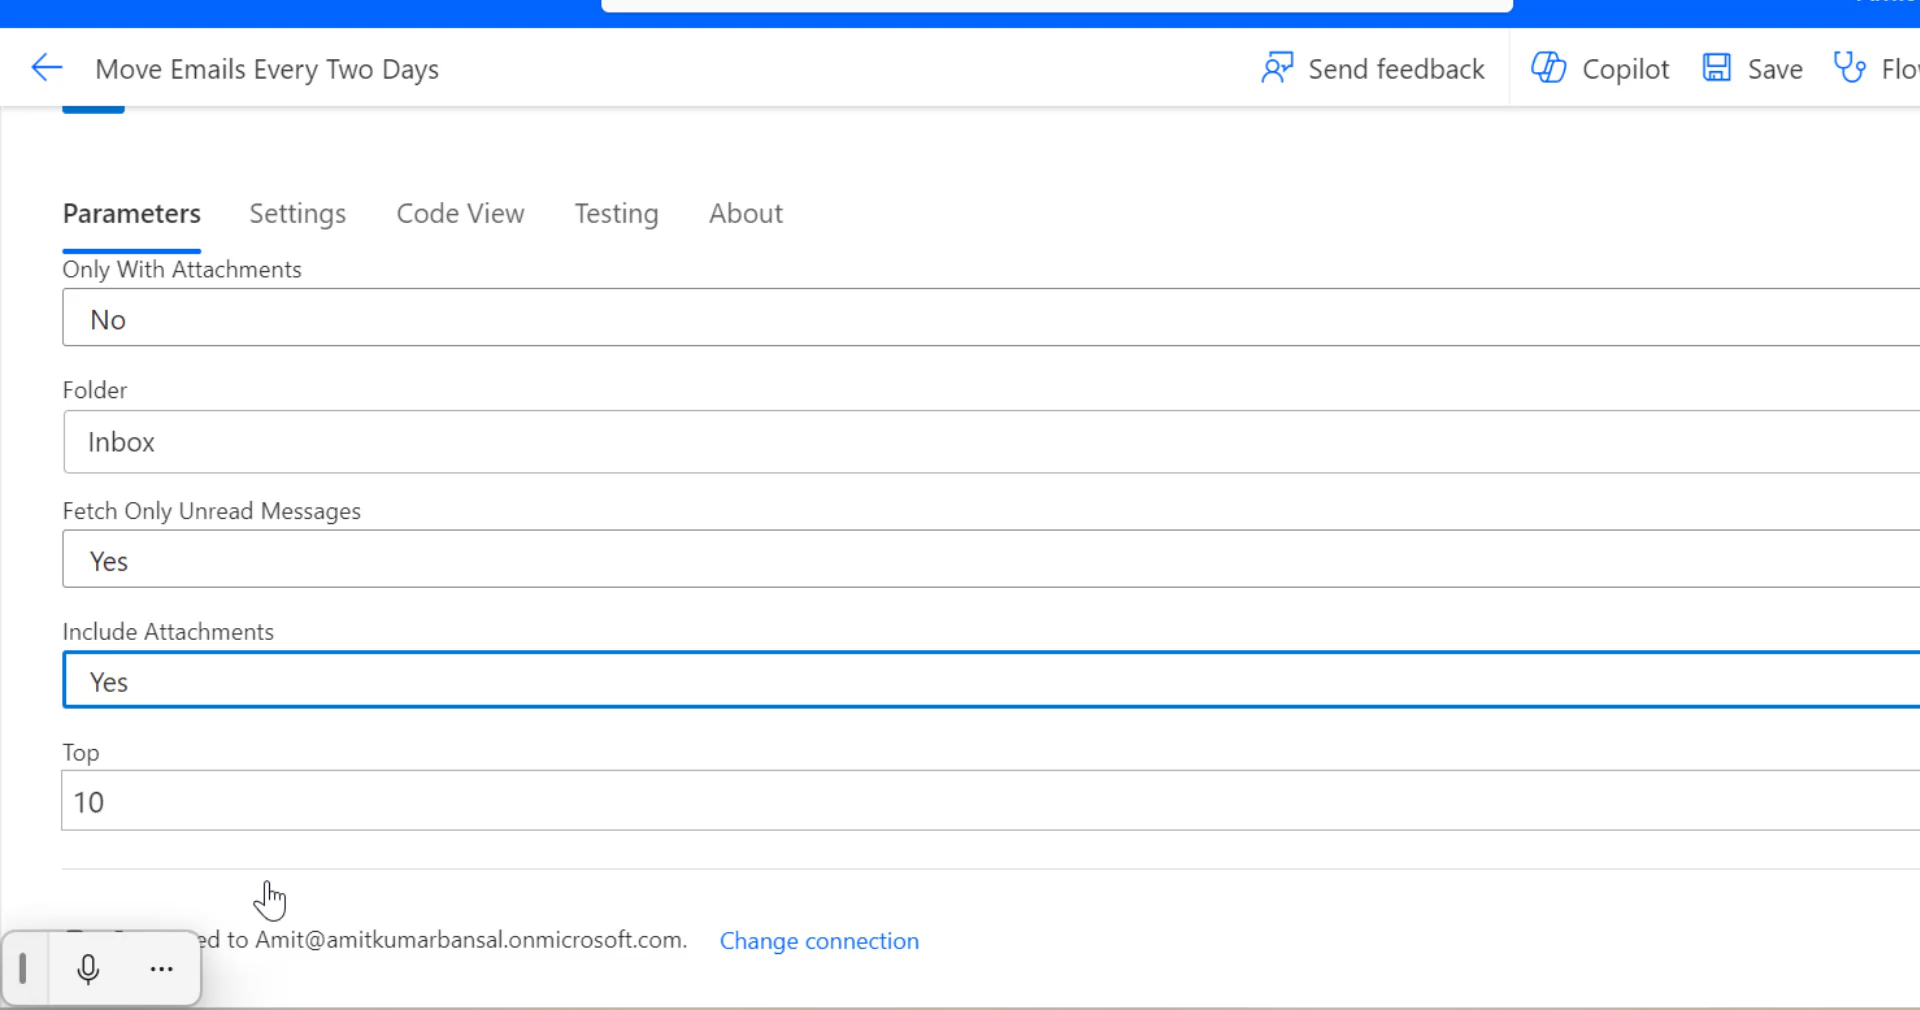 Move Emails Every Two Days
Send feedback
Copilot
Save
Parameters
Settings
Code View
Testing
About
Only With Attachments
No
Folder
Inbox
Fetch Only Unread Messages
Yes
Include Attachments
Yes
Top
10
to Amit@amitkumarbansal.onmicrosoft.com.
Change connection